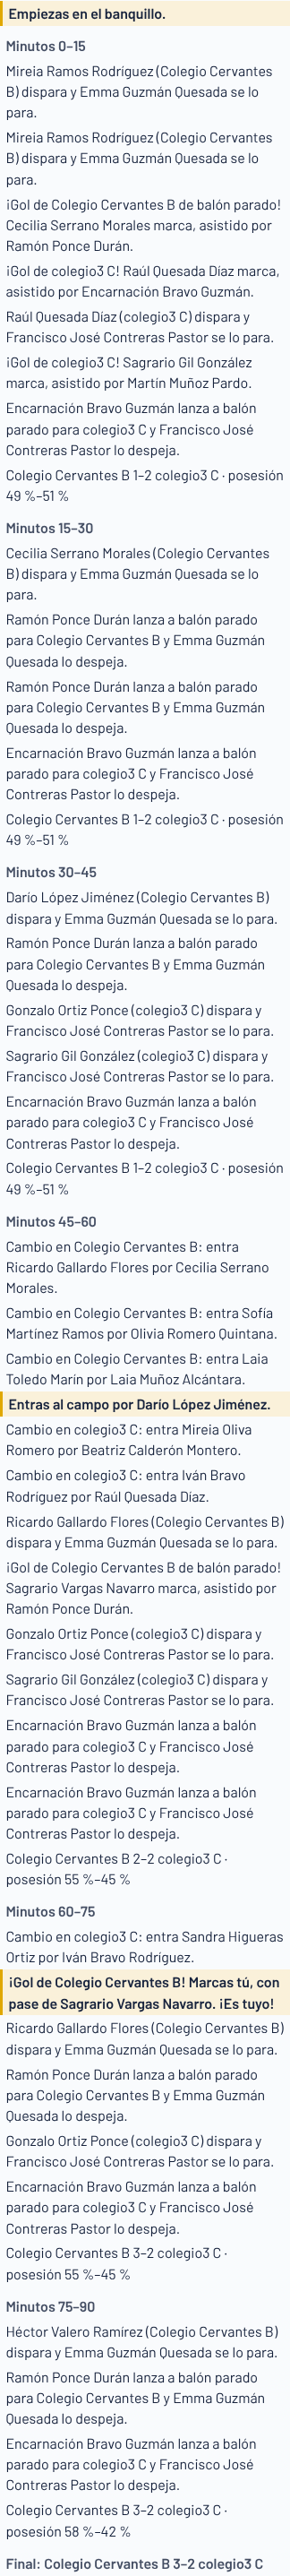 Empiezas en el banquillo.
Minutos 0–15
Mireia Ramos Rodríguez (Colegio Cervantes
B) dispara y Emma Guzmán Quesada se lo
para.
Mireia Ramos Rodríguez (Colegio Cervantes
B) dispara y Emma Guzmán Quesada se lo
para.
¡Gol de Colegio Cervantes B de balón parado!
Cecilia Serrano Morales marca, asistido por
Ramón Ponce Durán.
¡Gol de colegio3 C! Raúl Quesada Díaz marca,
asistido por Encarnación Bravo Guzmán.
Raúl Quesada Díaz (colegio3 C) dispara y
Francisco José Contreras Pastor se lo para.
¡Gol de colegio3 C! Sagrario Gil González
marca, asistido por Martín Muñoz Pardo.
Encarnación Bravo Guzmán lanza a balón
parado para colegio3 C y Francisco José
Contreras Pastor lo despeja.
Colegio Cervantes B 1–2 colegio3 C · posesión
49 %–51 %
Minutos 15–30
Cecilia Serrano Morales (Colegio Cervantes
B) dispara y Emma Guzmán Quesada se lo
para.
Ramón Ponce Durán lanza a balón parado
para Colegio Cervantes B y Emma Guzmán
Quesada lo despeja.
Ramón Ponce Durán lanza a balón parado
para Colegio Cervantes B y Emma Guzmán
Quesada lo despeja.
Encarnación Bravo Guzmán lanza a balón
parado para colegio3 C y Francisco José
Contreras Pastor lo despeja.
Colegio Cervantes B 1–2 colegio3 C · posesión
49 %–51 %
Minutos 30–45
Darío López Jiménez (Colegio Cervantes B)
dispara y Emma Guzmán Quesada se lo para.
Ramón Ponce Durán lanza a balón parado
para Colegio Cervantes B y Emma Guzmán
Quesada lo despeja.
Gonzalo Ortiz Ponce (colegio3 C) dispara y
Francisco José Contreras Pastor se lo para.
Sagrario Gil González (colegio3 C) dispara y
Francisco José Contreras Pastor se lo para.
Encarnación Bravo Guzmán lanza a balón
parado para colegio3 C y Francisco José
Contreras Pastor lo despeja.
Colegio Cervantes B 1–2 colegio3 C · posesión
49 %–51 %
Minutos 45–60
Cambio en Colegio Cervantes B: entra
Ricardo Gallardo Flores por Cecilia Serrano
Morales.
Cambio en Colegio Cervantes B: entra Sofía
Martínez Ramos por Olivia Romero Quintana.
Cambio en Colegio Cervantes B: entra Laia
Toledo Marín por Laia Muñoz Alcántara.
Entras al campo por Darío López Jiménez.
Cambio en colegio3 C: entra Mireia Oliva
Romero por Beatriz Calderón Montero.
Cambio en colegio3 C: entra Iván Bravo
Rodríguez por Raúl Quesada Díaz.
Ricardo Gallardo Flores (Colegio Cervantes B)
dispara y Emma Guzmán Quesada se lo para.
¡Gol de Colegio Cervantes B de balón parado!
Sagrario Vargas Navarro marca, asistido por
Ramón Ponce Durán.
Gonzalo Ortiz Ponce (colegio3 C) dispara y
Francisco José Contreras Pastor se lo para.
Sagrario Gil González (colegio3 C) dispara y
Francisco José Contreras Pastor se lo para.
Encarnación Bravo Guzmán lanza a balón
parado para colegio3 C y Francisco José
Contreras Pastor lo despeja.
Encarnación Bravo Guzmán lanza a balón
parado para colegio3 C y Francisco José
Contreras Pastor lo despeja.
Colegio Cervantes B 2–2 colegio3 C ·
posesión 55 %–45 %
Minutos 60–75
Cambio en colegio3 C: entra Sandra Higueras
Ortiz por Iván Bravo Rodríguez.
¡Gol de Colegio Cervantes B! Marcas tú, con
pase de Sagrario Vargas Navarro. ¡Es tuyo!
Ricardo Gallardo Flores (Colegio Cervantes B)
dispara y Emma Guzmán Quesada se lo para.
Ramón Ponce Durán lanza a balón parado
para Colegio Cervantes B y Emma Guzmán
Quesada lo despeja.
Gonzalo Ortiz Ponce (colegio3 C) dispara y
Francisco José Contreras Pastor se lo para.
Encarnación Bravo Guzmán lanza a balón
parado para colegio3 C y Francisco José
Contreras Pastor lo despeja.
Colegio Cervantes B 3–2 colegio3 C ·
posesión 55 %–45 %
Minutos 75–90
Héctor Valero Ramírez (Colegio Cervantes B)
dispara y Emma Guzmán Quesada se lo para.
Ramón Ponce Durán lanza a balón parado
para Colegio Cervantes B y Emma Guzmán
Quesada lo despeja.
Encarnación Bravo Guzmán lanza a balón
parado para colegio3 C y Francisco José
Contreras Pastor lo despeja.
Colegio Cervantes B 3–2 colegio3 C ·
posesión 58 %–42 %
Final: Colegio Cervantes B 3–2 colegio3 C